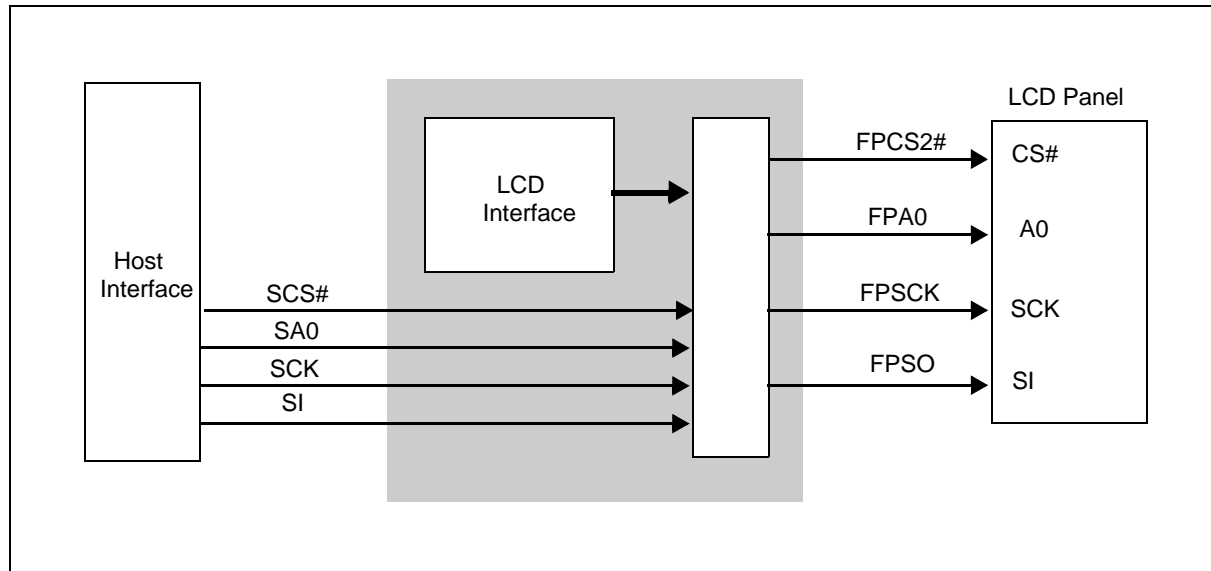 LCD Panel
Host
Interface
SCS#
SA0
SCK
SI
LCD
Interface
FPCS2#
FPA0
FPSCK
FPSO
CS#
A0
SCK
SI